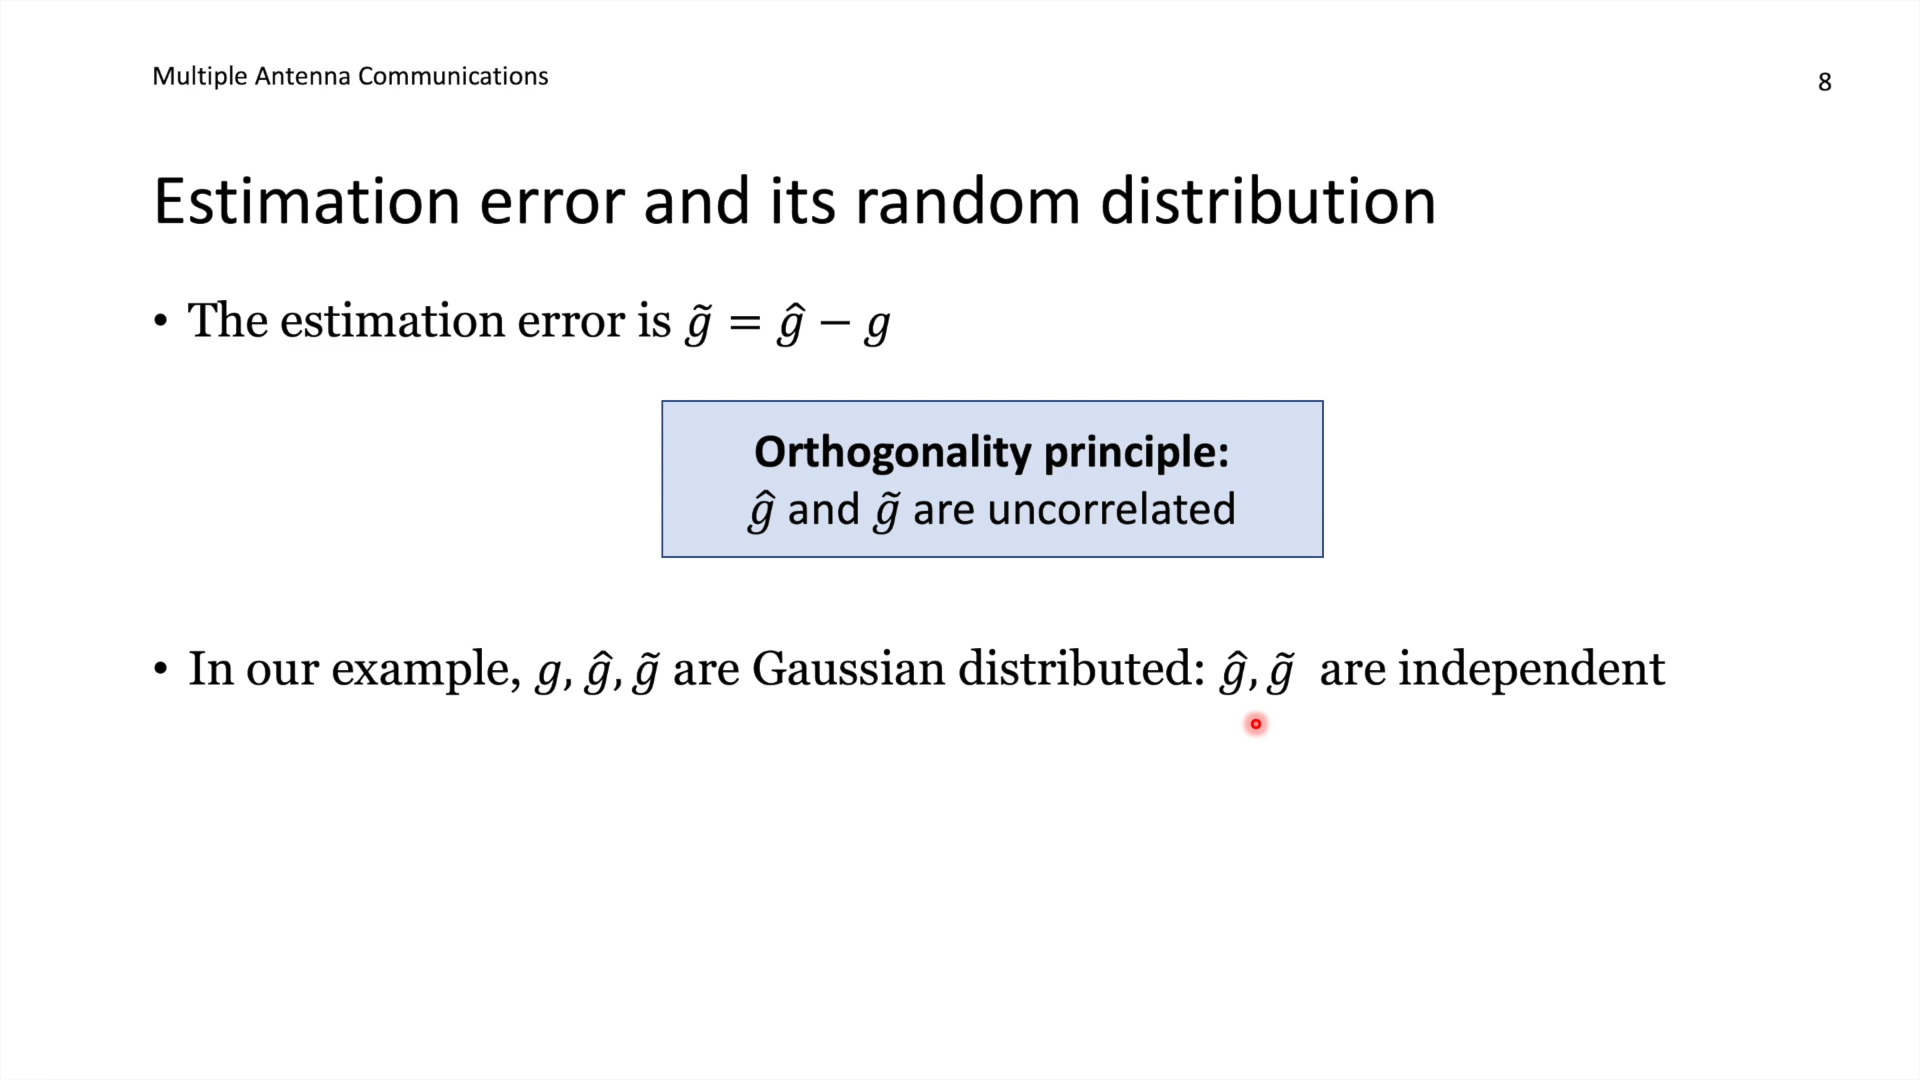 Multiple Antenna Communications
8
Estimation error and its random distribution
• The estimation error is g̃ = ĝ − g
Orthogonality principle:
ĝ and g̃ are uncorrelated
• In our example, g, ĝ, g̃ are Gaussian distributed: ĝ, g̃ are independent